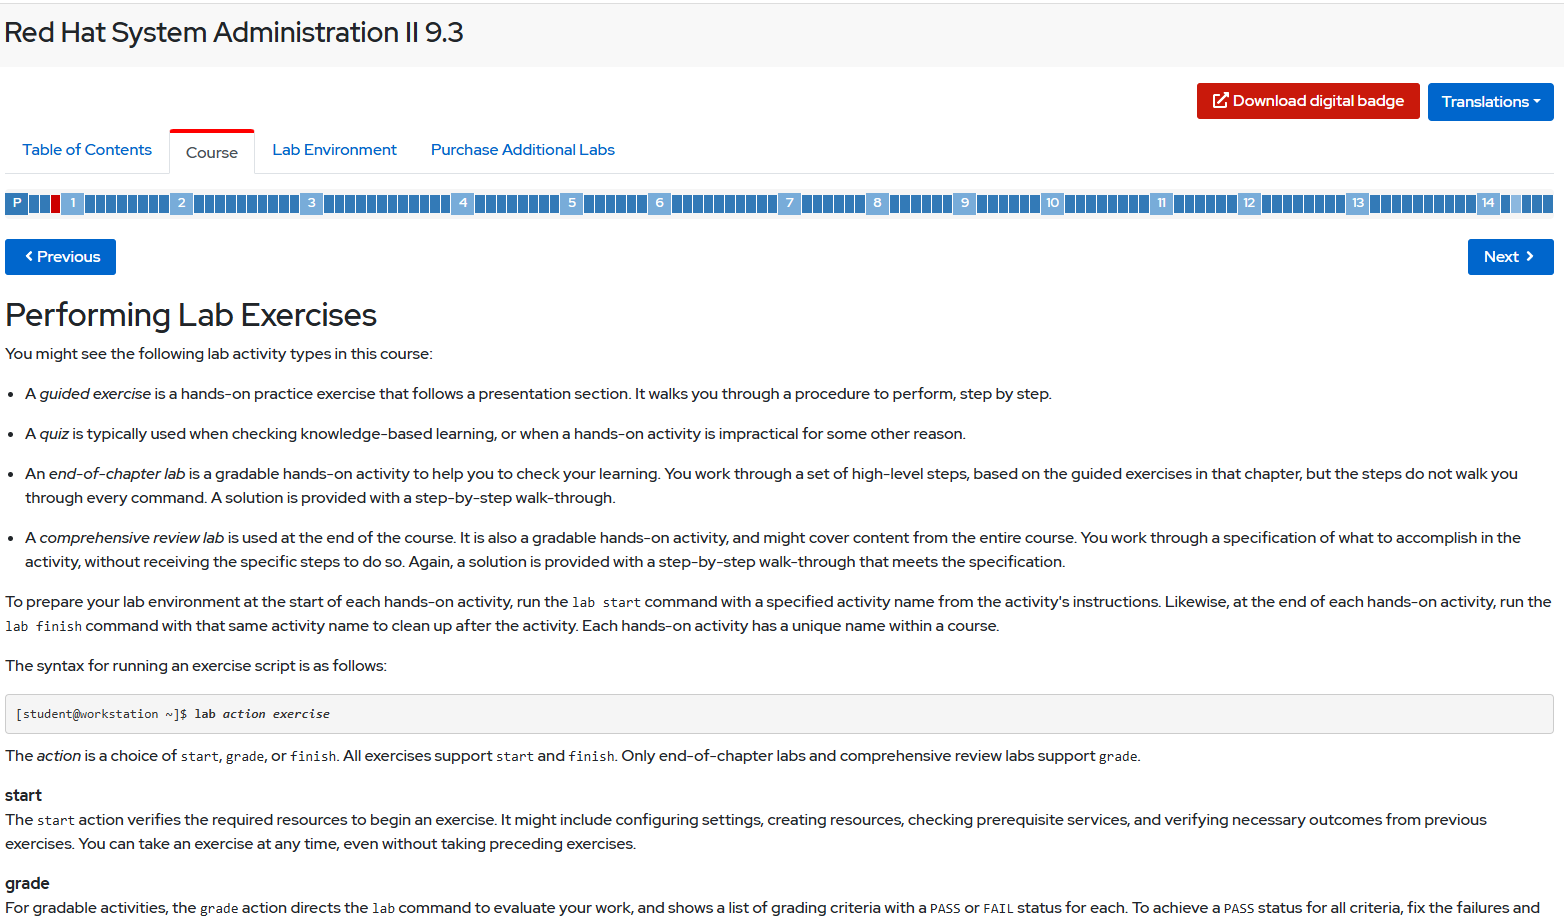 Red Hat System Administration II 9.3
Download digital badge
Translations
Table of Contents
Course
Lab Environment
Purchase Additional Labs
P 1 2 3 4 5 6 7 8 9 10 11 12 13 14
Previous
Next
Performing Lab Exercises
You might see the following lab activity types in this course:
• A guided exercise is a hands-on practice exercise that follows a presentation section. It walks you through a procedure to perform, step by step.
• A quiz is typically used when checking knowledge-based learning, or when a hands-on activity is impractical for some other reason.
• An end-of-chapter lab is a gradable hands-on activity to help you to check your learning. You work through a set of high-level steps, based on the guided exercises in that chapter, but the steps do not walk you
through every command. A solution is provided with a step-by-step walk-through.
• A comprehensive review lab is used at the end of the course. It is also a gradable hands-on activity, and might cover content from the entire course. You work through a specification of what to accomplish in the
activity, without receiving the specific steps to do so. Again, a solution is provided with a step-by-step walk-through that meets the specification.
To prepare your lab environment at the start of each hands-on activity, run the lab start command with a specified activity name from the activity's instructions. Likewise, at the end of each hands-on activity, run the
lab finish command with that same activity name to clean up after the activity. Each hands-on activity has a unique name within a course.
The syntax for running an exercise script is as follows:
[student@workstation ~]$ lab action exercise
The action is a choice of start, grade, or finish. All exercises support start and finish. Only end-of-chapter labs and comprehensive review labs support grade.
start
The start action verifies the required resources to begin an exercise. It might include configuring settings, creating resources, checking prerequisite services, and verifying necessary outcomes from previous
exercises. You can take an exercise at any time, even without taking preceding exercises.
grade
For gradable activities, the grade action directs the lab command to evaluate your work, and shows a list of grading criteria with a PASS or FAIL status for each. To achieve a PASS status for all criteria, fix the failures and